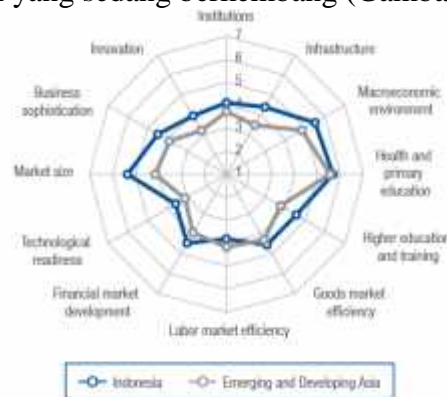 yang sedang berkembang
Institutions
7
6
5
4
3
2
1
Infrastructure
Macroeconomic
environment
Health and
primary
education
Higher education
and training
Goods market
efficiency
Labor market efficiency
Financial market
development
Technological
readiness
Market size
Business
sophistication
Innovation
Indonesia
Emerging and Developing Asia